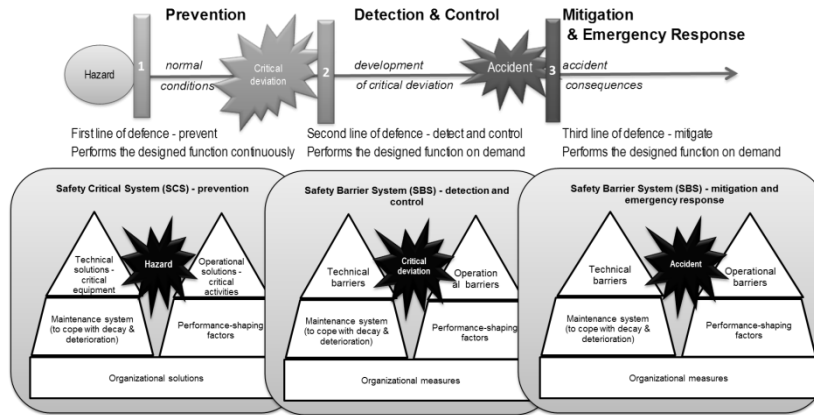 Prevention
Detection & Control
Mitigation
& Emergency Response
Hazard
1
normal
conditions
Critical
deviation
2
development
of critical deviation
Accident
3
accident
consequences
First line of defence - prevent
Performs the designed function continuously
Second line of defence - detect and control
Performs the designed function on demand
Third line of defence - mitigate
Performs the designed function on demand
Safety Critical System (SCS) - prevention
Technical
solutions -
critical
equipment
Hazard
Operational
solutions -
critical
activities
Maintenance system
(to cope with decay &
deterioration)
Performance-shaping
factors
Organizational solutions
Safety Barrier System (SBS) - detection and
control
Technical
barriers
Critical
deviation
Operation
al barriers
Maintenance system
(to cope with decay &
deterioration)
Performance-shaping
factors
Organizational measures
Safety Barrier System (SBS) - mitigation and
emergency response
Technical
barriers
Accident
Operational
barriers
Maintenance system
(to cope with decay &
deterioration)
Performance-shaping
factors
Organizational measures